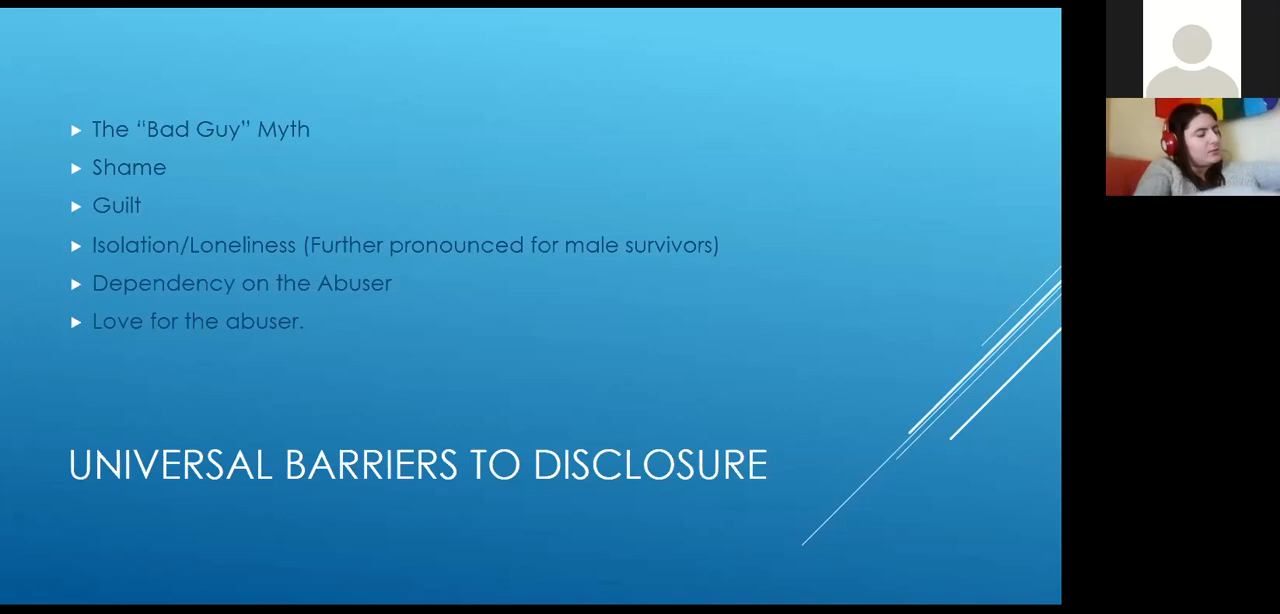 The “Bad Guy” Myth
Shame
Guilt
Isolation/Loneliness (Further pronounced for male survivors)
Dependency on the Abuser
Love for the abuser.
UNIVERSAL BARRIERS TO DISCLOSURE